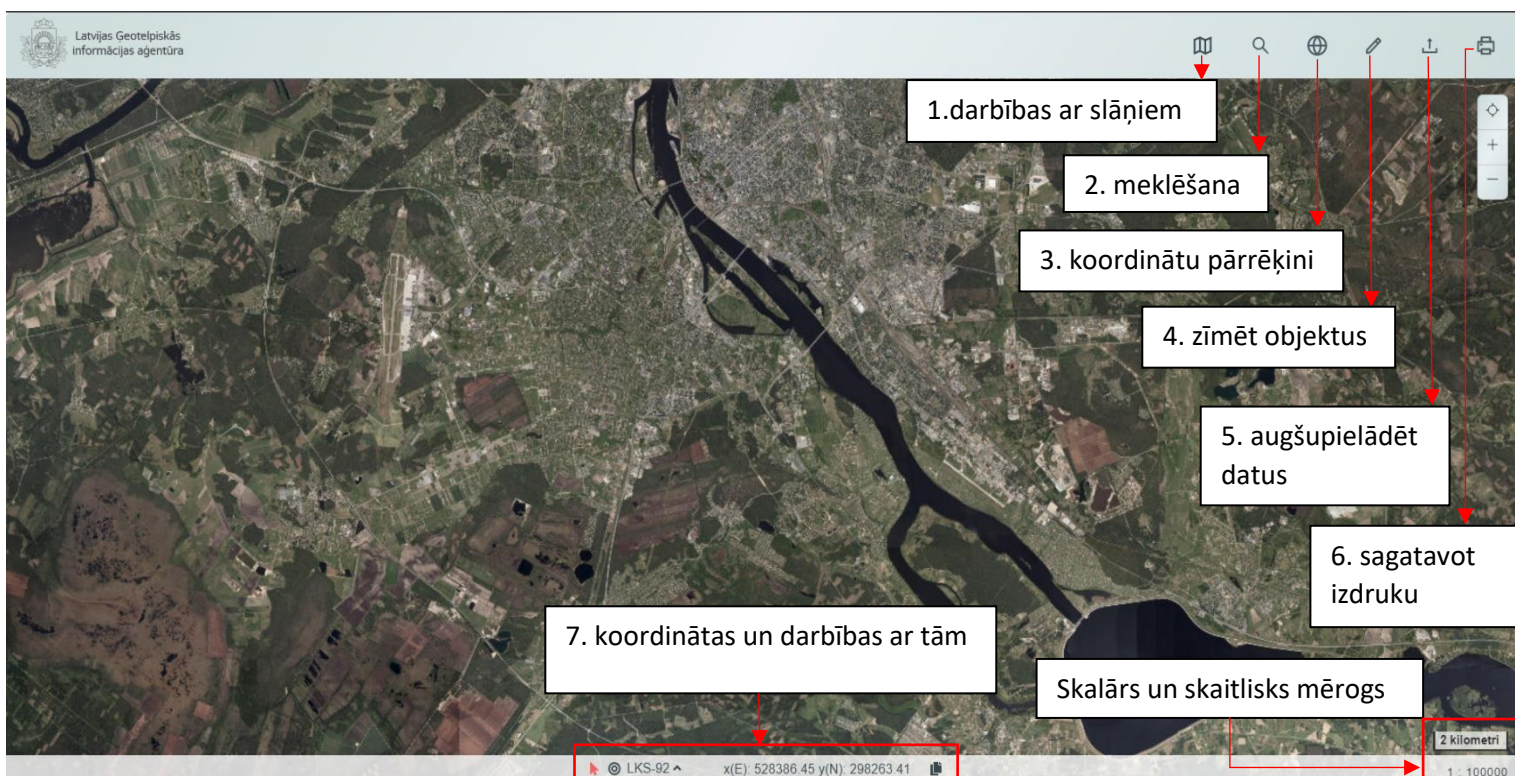 Latvijas Ģeotelpiskās
informācijas aģentūra
1.darbības ar slāņiem
2. meklēšana
3. koordinātu pārrēķini
4. zīmēt objektus
5. augšupielādēt
datus
6. sagatavot
izdruku
7. koordinātas un darbības ar tām
Skalārs un skaitlisks mērogs
2 kilometri
LKS-92 x(E): 528386.45 y(N): 298263.41
1 : 100000